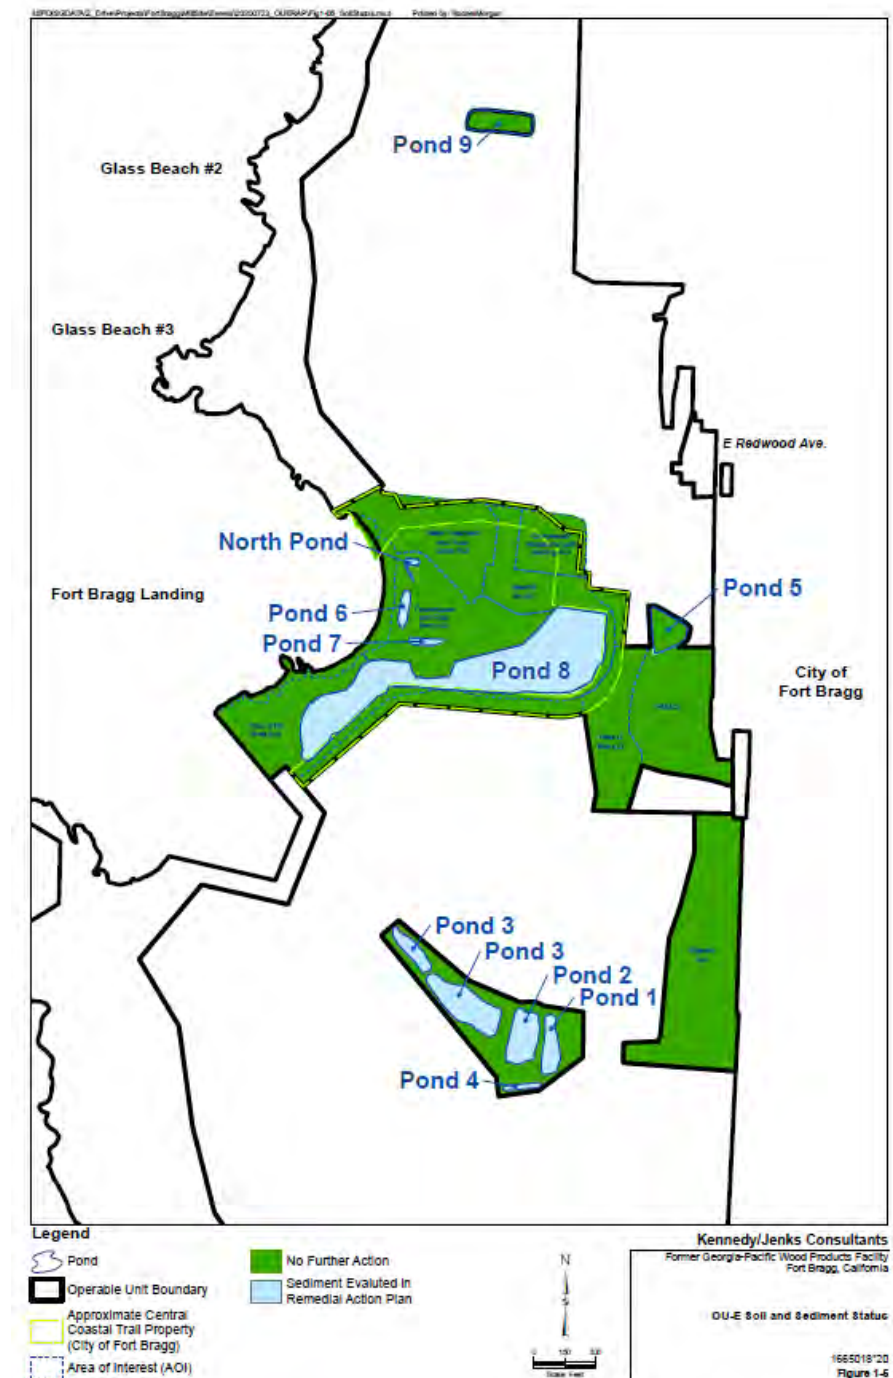 Pond 9
Glass Beach #2
Glass Beach #3
E Redwood Ave.
North Pond
Fort Bragg Landing
Pond 5
Pond 6
Pond 7
Pond 8
City of
Fort Bragg
Pond 3
Pond 3
Pond 2
Pond 1
Pond 4
Legend
Pond
Operable Unit Boundary
Approximate Central
Coastal Trail Property
(City of Fort Bragg)
Area of Interest (AOI)
No Further Action
Sediment Evaluted In
Remedial Action Plan
N
Kennedy/Jenks Consultants
Former Georgia-Pacific Wood Products Facility
Fort Bragg, California
OU-E Soil and Sediment Status
1665018*20